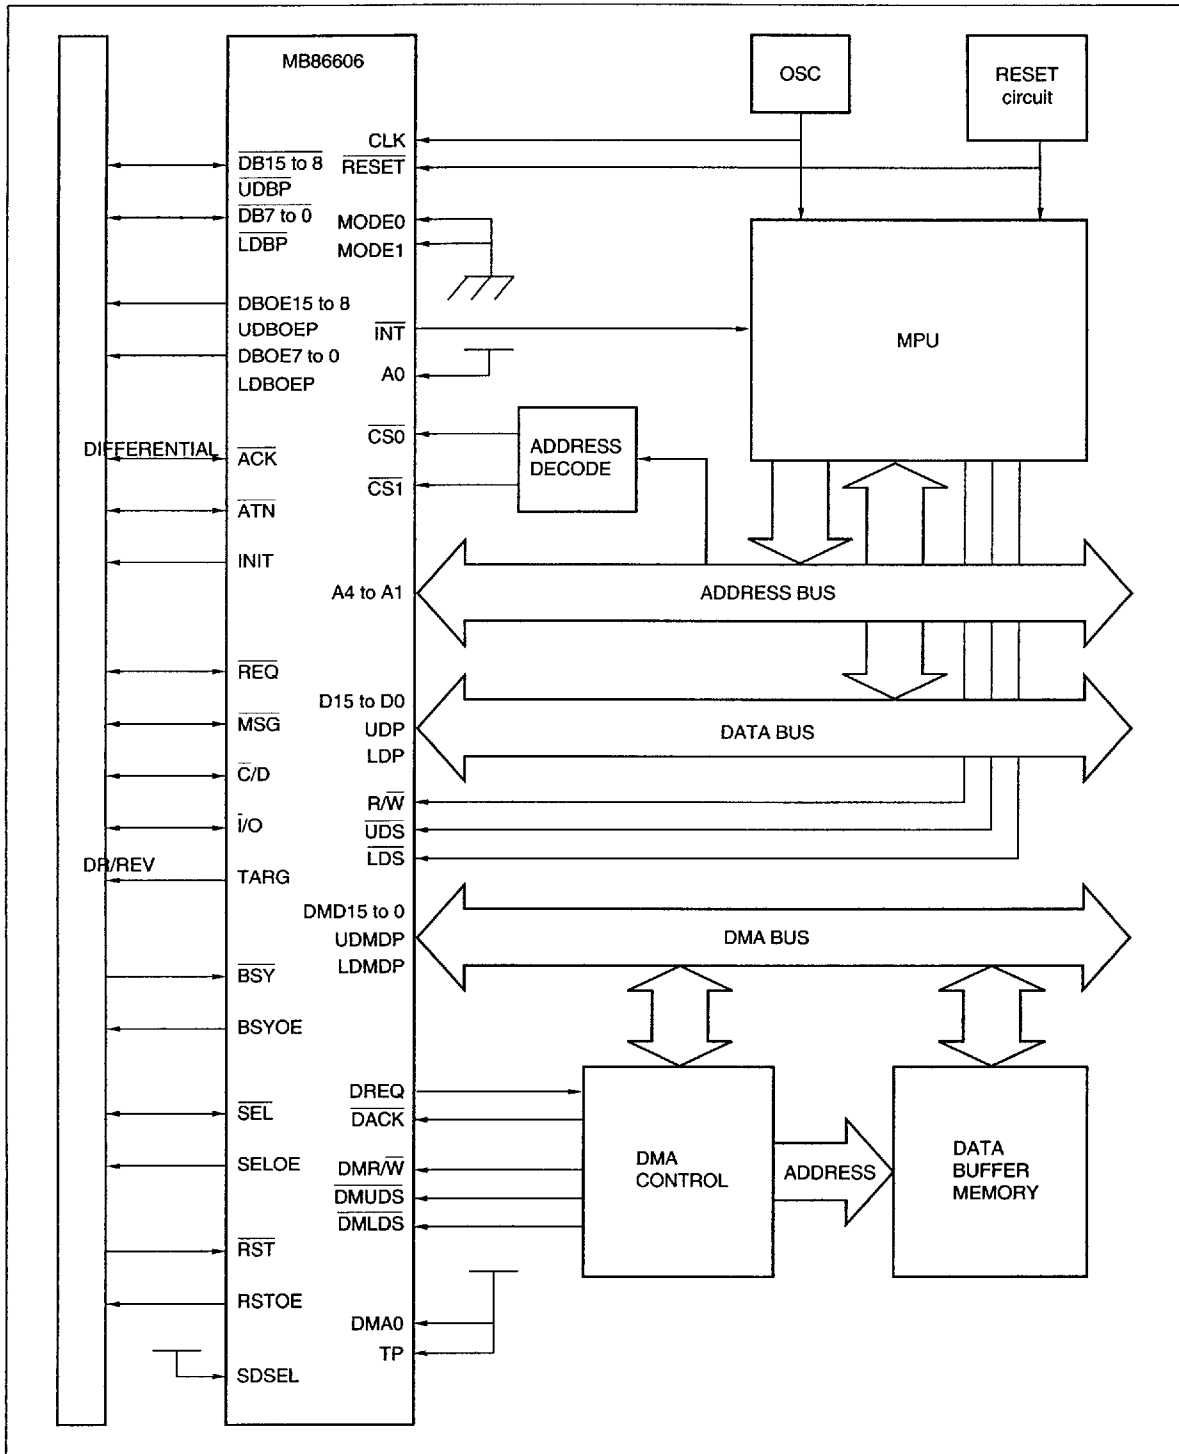 MB86606
OSC
RESET
circuit
CLK
RESET
DB15 to 8
UDBP
DB7 to 0
LDBP
MODE0
MODE1
DBOE15 to 8
UDBOEP
DBOE7 to 0
LDBOEP
INT
A0
MPU
DIFFERENTIAL
ACK
ATN
INIT
CS0
CS1
ADDRESS
DECODE
A4 to A1
ADDRESS BUS
REQ
MSG
C/D
I/O
DR/REV
TARG
D15 to D0
UDP
LDP
DATA BUS
R/W
UDS
LDS
DMD15 to 0
UDMDP
LDMDP
DMA BUS
BSY
BSYOE
SEL
SELOE
RST
RSTOE
SDSEL
DREQ
DACK
DMR/W
DMUDS
DMLDS
DMA
CONTROL
ADDRESS
DATA
BUFFER
MEMORY
DMA0
TP